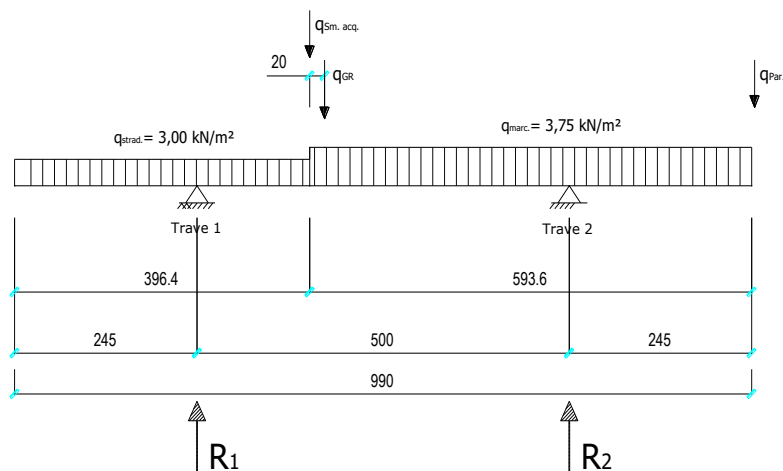 qSm. acq.
20
qGR
qPar.
qstrad.= 3,00 kN/m²
qmarc.= 3,75 kN/m²
Trave 1
Trave 2
396.4
593.6
245
500
245
990
R1
R2